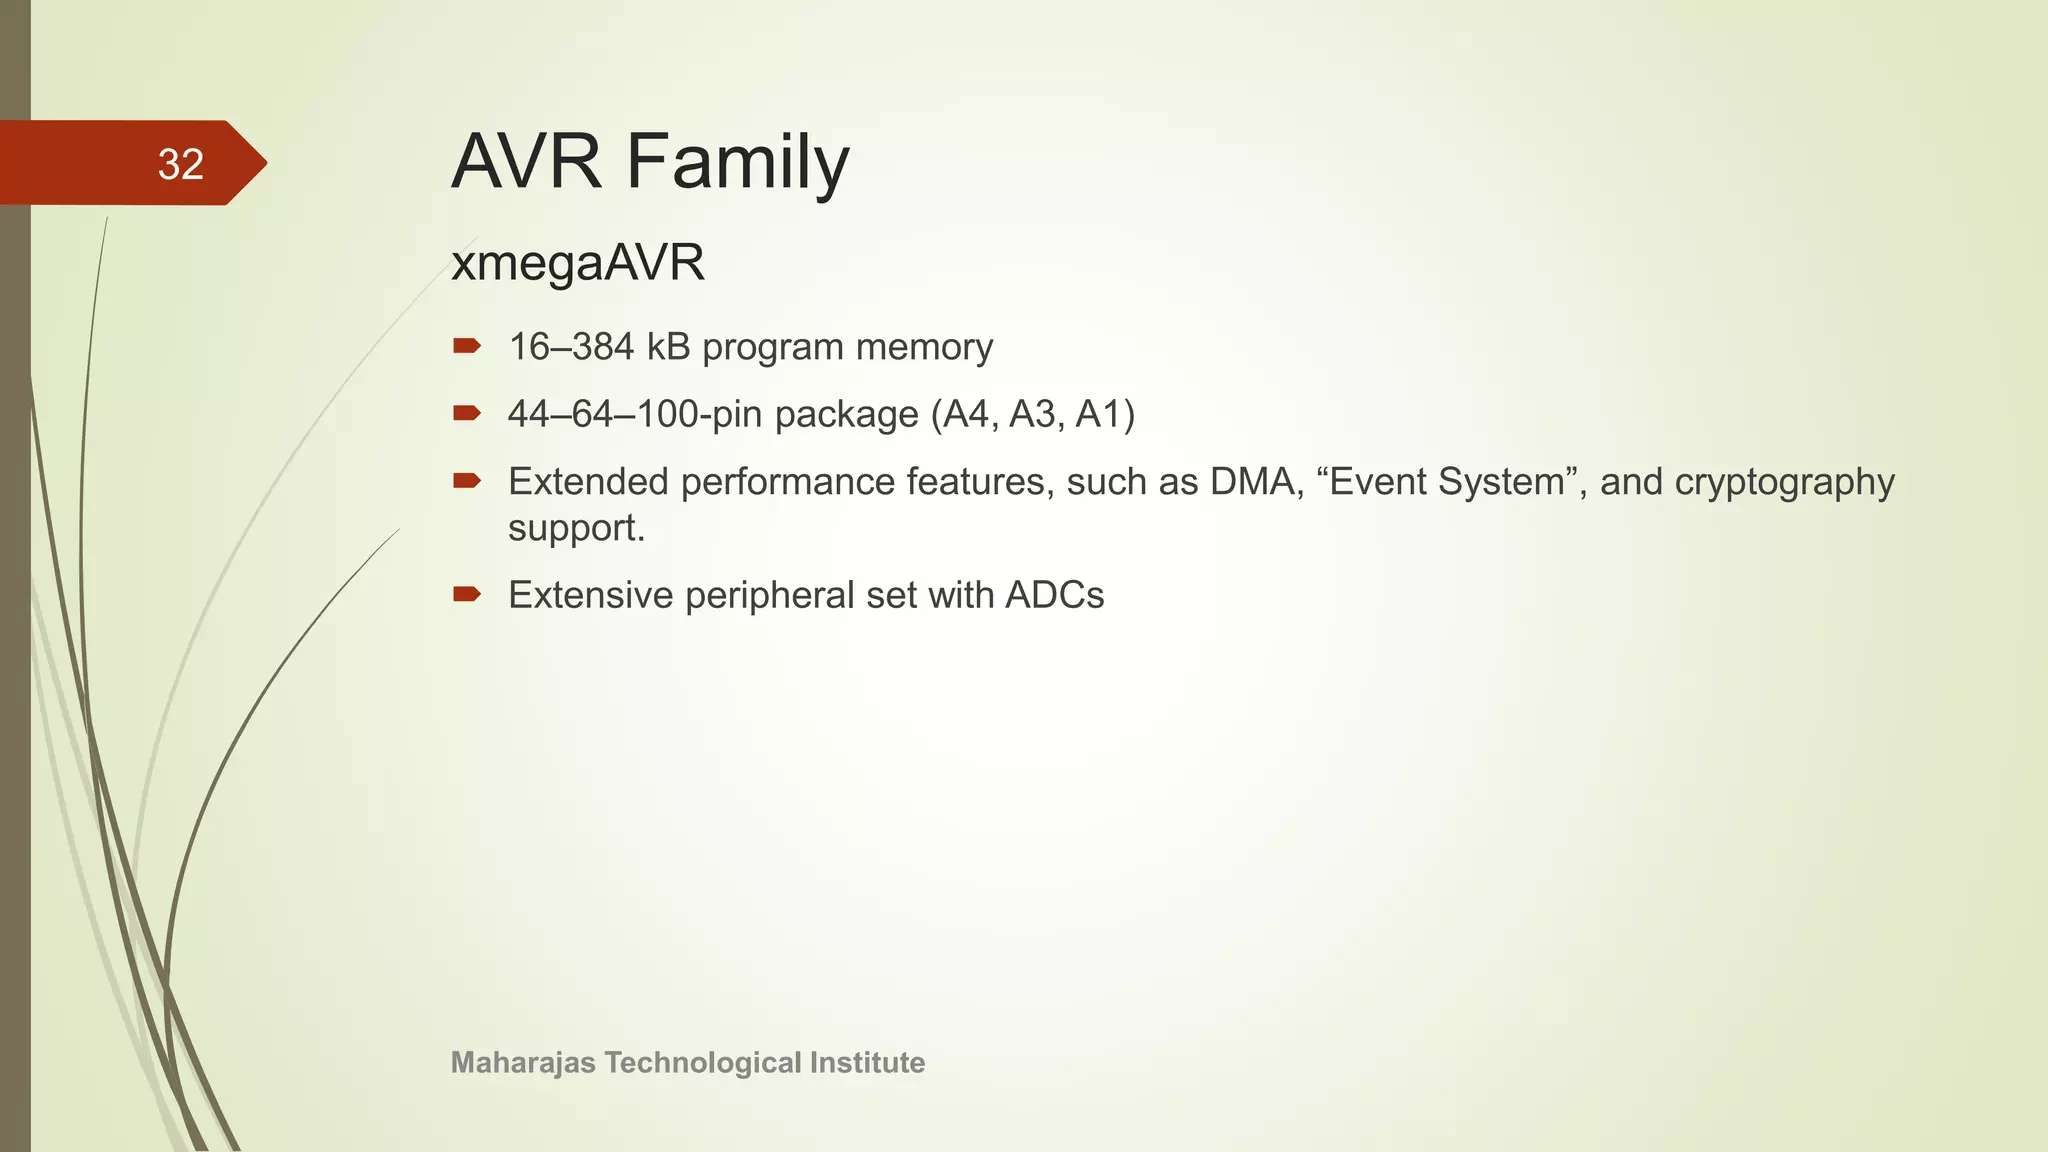 32
AVR Family
xmegaAVR
16–384 kB program memory
44–64–100-pin package (A4, A3, A1)
Extended performance features, such as DMA, “Event System”, and cryptography
support.
Extensive peripheral set with ADCs
Maharajas Technological Institute